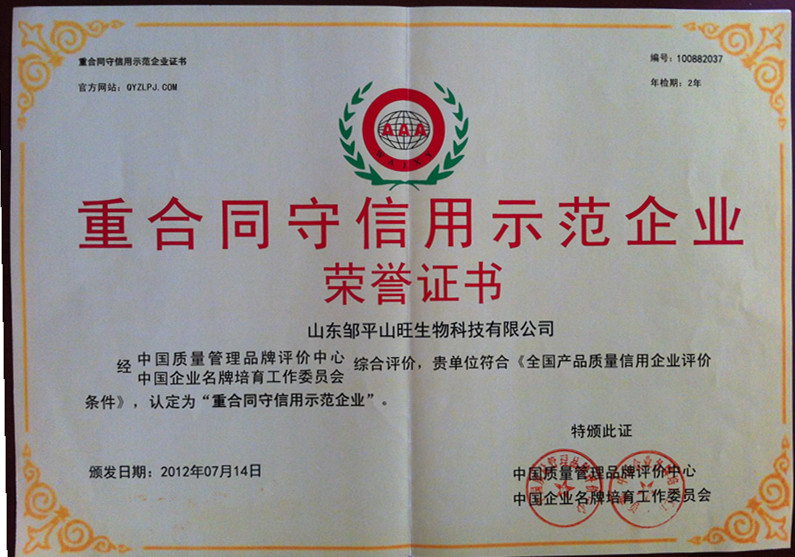 重合同守信用示范企业证书
官方网站：QYZLPJ.COM
编号：100882037
年检期：2年
AAA
重合同守信用示范企业
荣誉证书
山东邹平山旺生物科技有限公司
经 中国质量管理品牌评价中心
中国企业名牌培育工作委员会 综合评价，贵单位符合《全国产品质量信用企业评价
条件》，认定为“重合同守信用示范企业”。
特颁此证
颁发日期：2012年07月14日
中国质量管理品牌评价中心
中国企业名牌培育工作委员会